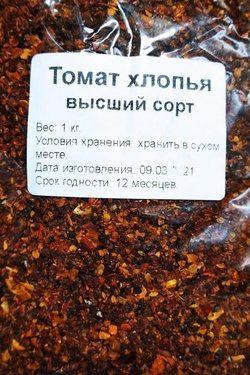 Томат хлопья
высший сорт
Вес: 1 кг.
Условия хранения: хранить в сухом
месте.
Дата изготовления: 09.03 21
Срок годности: 12 месяцев.